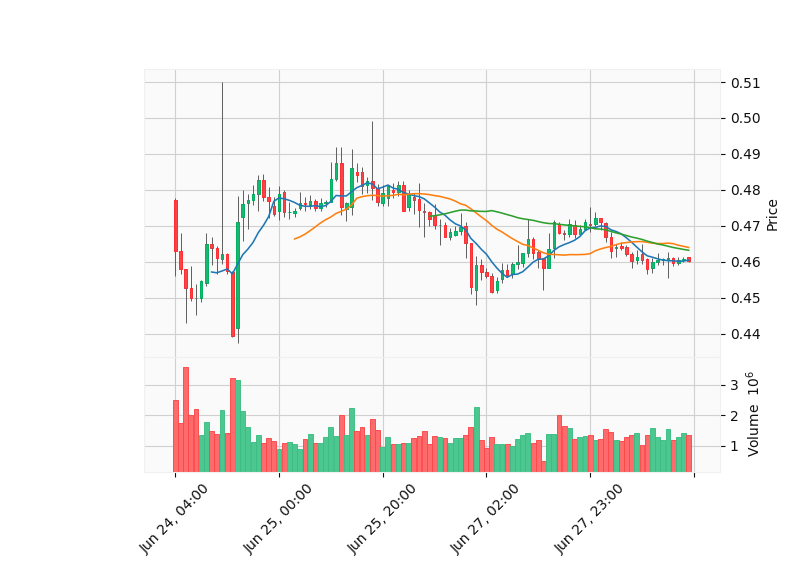 0.51
0.50
0.49
0.48
0.47
0.46
0.45
0.44
Price
3
2
1
Volume 10^6
Jun 24, 04:00
Jun 25, 00:00
Jun 25, 20:00
Jun 27, 02:00
Jun 27, 23:00